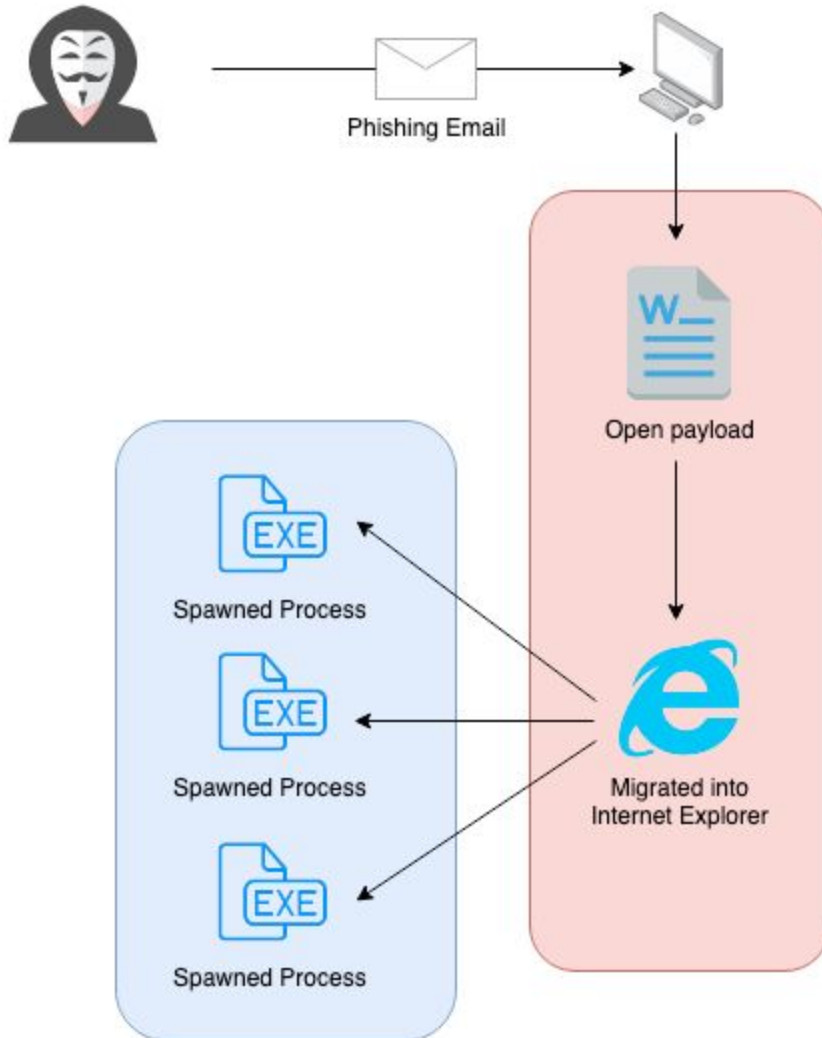 Phishing Email
W
Open payload
EXE
Spawned Process
EXE
Spawned Process
Migrated into
Internet Explorer
EXE
Spawned Process